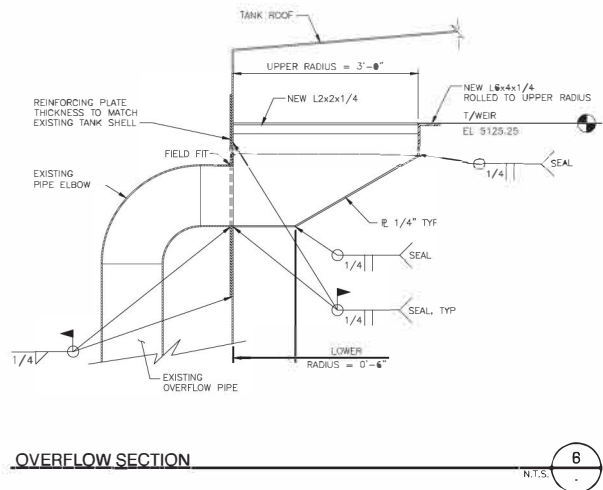 TANK ROOF
UPPER RADIUS = 3'-0"
NEW L6x4x1/4
ROLLED TO UPPER RADIUS
NEW L2x2x1/4
T/WEIR
EL 5125.25
REINFORCING PLATE
THICKNESS TO MATCH
EXISTING TANK SHELL
FIELD FIT
SEAL
1/4
EXISTING
PIPE ELBOW
PL 1/4" TYP
SEAL
1/4
SEAL, TYP
1/4
1/4
LOWER
RADIUS = 0'-6"
EXISTING
OVERFLOW PIPE
OVERFLOW SECTION
N.T.S.
6
-